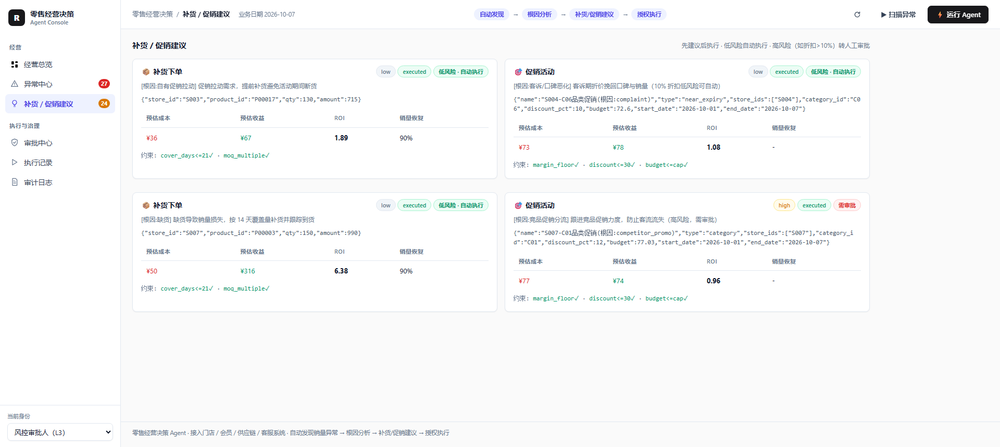 R
零售经营决策
Agent Console
经营
经营总览
异常中心 27
补货 / 促销建议 24
执行与治理
审批中心
执行记录
审计日志
当前身份
风控审批人（L3）
零售经营决策 / 补货 / 促销建议 业务日期 2026-10-07
自动发现 → 根因分析 → 补货/促销建议 → 授权执行
▶ 扫描异常
运行 Agent
补货 / 促销建议
先建议后执行 · 低风险自动执行 · 高风险（如折扣>10%）转人工审批
补货下单 low executed 低风险 · 自动执行
[根因:自有促销拉动] 促销拉动需求，提前补货避免活动期间断货
{"store_id":"S003","product_id":"P00017","qty":130,"amount":715}
预估成本 预估收益 ROI 销量恢复
¥36 ¥67 1.89 90%
约束: cover_days<=21✓ · moq_multiple✓
促销活动 low executed 低风险 · 自动执行
[根因:客诉/口碑恶化] 客诉期折价挽回口碑与销量（10% 折扣低风险可自动）
{"name":"S004-C06品类促销(根因:complaint)","type":"near_expiry","store_ids":["S004"],"category_id":"C0
6","discount_pct":10,"budget":72.6,"start_date":"2026-10-01","end_date":"2026-10-07"}
预估成本 预估收益 ROI 销量恢复
¥73 ¥78 1.08 -
约束: margin_floor✓ · discount<=30✓ · budget<=cap✓
补货下单 low executed 低风险 · 自动执行
[根因:缺货] 缺货导致销量损失，按 14 天覆盖量补货并跟踪到货
{"store_id":"S007","product_id":"P00003","qty":150,"amount":990}
预估成本 预估收益 ROI 销量恢复
¥50 ¥316 6.38 90%
约束: cover_days<=21✓ · moq_multiple✓
促销活动 high executed 需审批
[根因:竞品促销分流] 跟进竞品促销力度，防止客流流失（高风险，需审批）
{"name":"S007-C01品类促销(根因:competitor_promo)","type":"category","store_ids":["S007"],"category_i
d":"C01","discount_pct":12,"budget":77.03,"start_date":"2026-10-01","end_date":"2026-10-07"}
预估成本 预估收益 ROI 销量恢复
¥77 ¥74 0.96 -
约束: margin_floor✓ · discount<=30✓ · budget<=cap✓
零售经营决策 Agent · 接入门店 / 会员 / 供应链 / 客服系统 · 自动发现销量异常 → 根因分析 → 补货/促销建议 → 授权执行